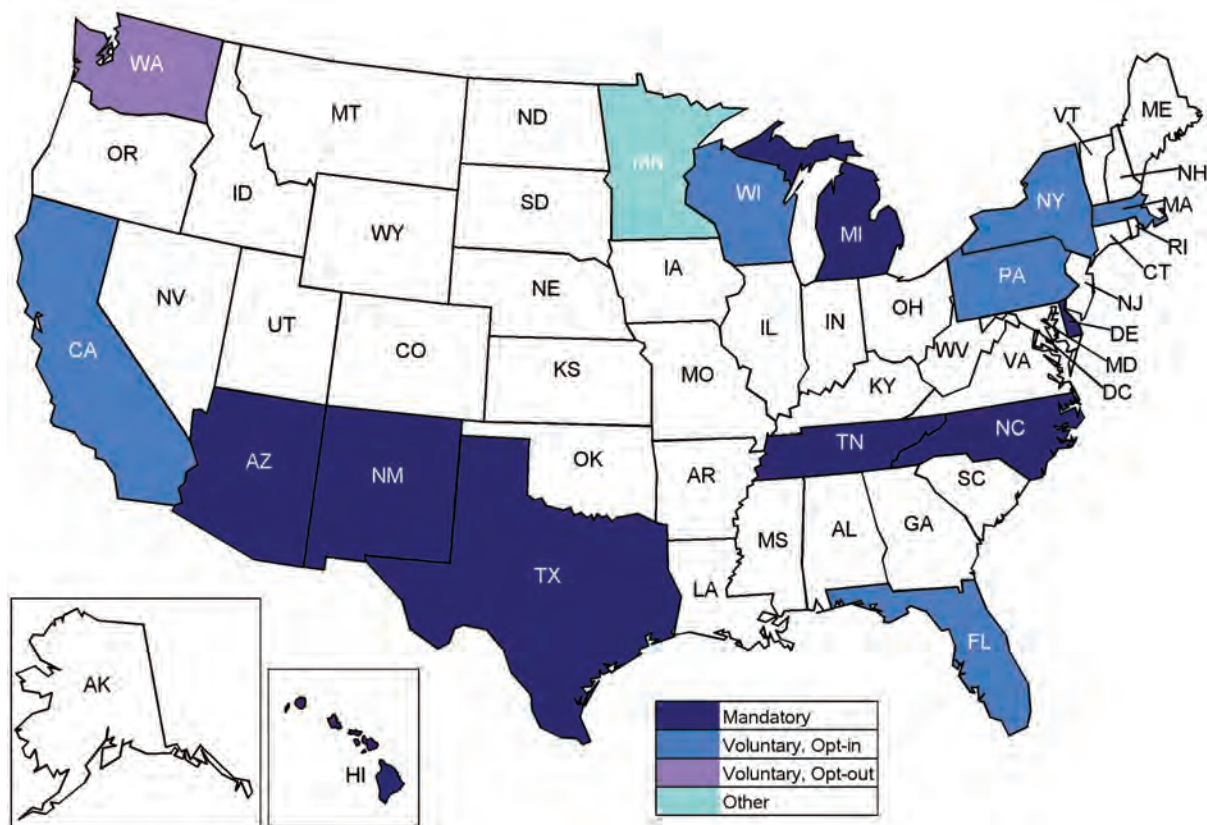 WA
MT
ND
ME
VT
OR
MN
NH
ID
SD
WI
NY
MA
WY
MI
RI
IA
PA
CT
NV
NE
NJ
UT
IL
IN
OH
DE
CA
CO
WV
VA
MD
KS
MO
KY
DC
AZ
NM
OK
TN
NC
AR
SC
TX
MS
AL
GA
LA
FL
AK
HI
Mandatory
Voluntary, Opt-in
Voluntary, Opt-out
Other